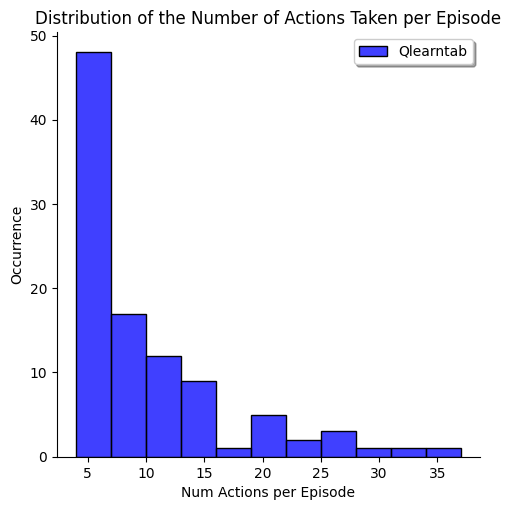 Distribution of the Number of Actions Taken per Episode
Qlearntab
50
40
30
20
10
0
Occurrence
5 10 15 20 25 30 35
Num Actions per Episode